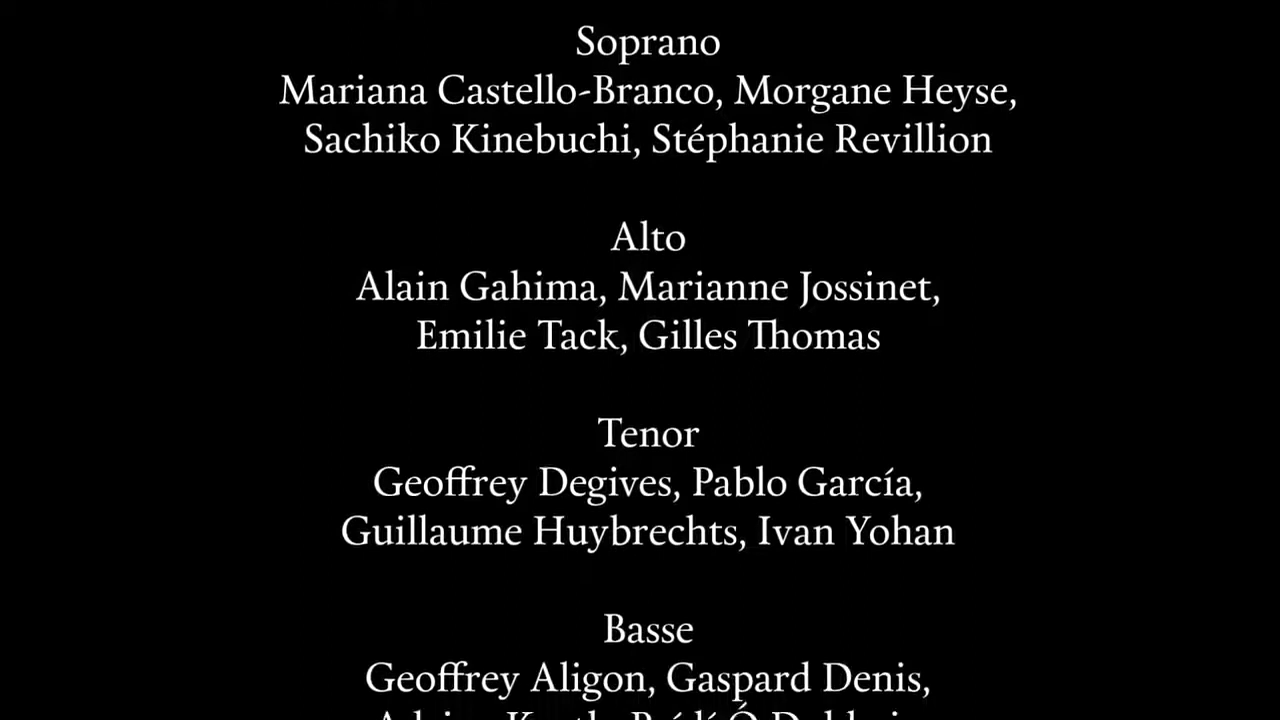 Soprano
Mariana Castello-Branco, Morgane Heyse,
Sachiko Kinebuchi, Stéphanie Revillion
Alto
Alain Gahima, Marianne Jossinet,
Emilie Tack, Gilles Thomas
Tenor
Geoffrey Degives, Pablo García,
Guillaume Huybrechts, Ivan Yohan
Basse
Geoffrey Aligon, Gaspard Denis,